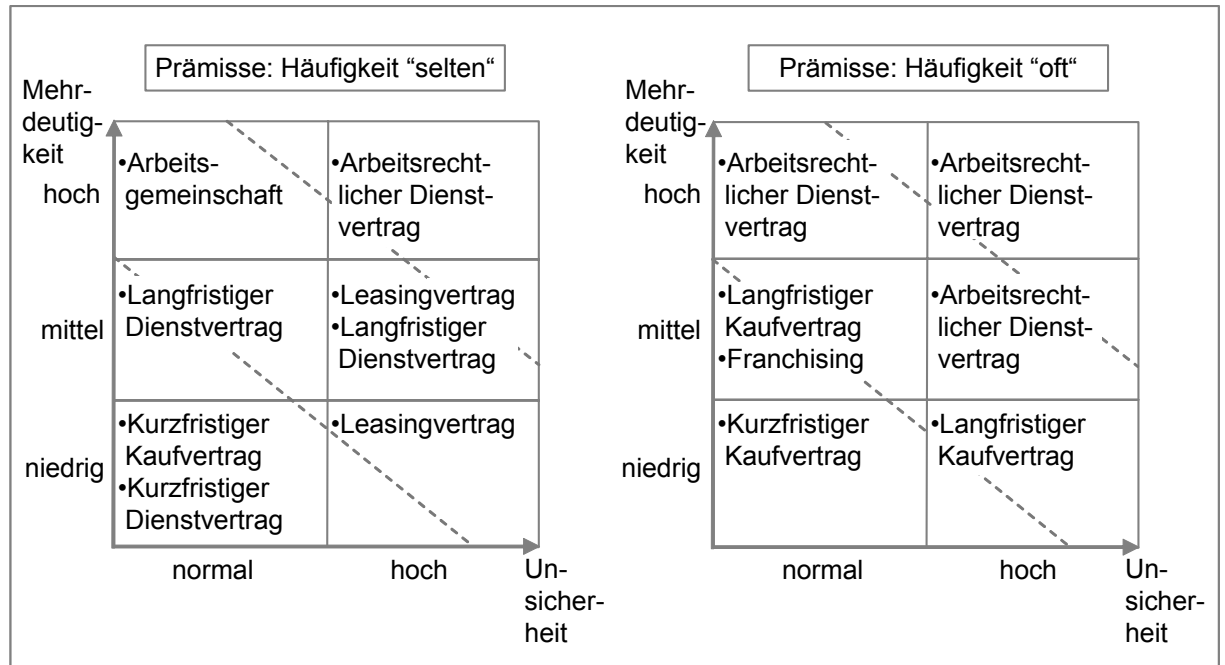 Prämisse: Häufigkeit “selten“
Mehr-
deutig-
keit
hoch
mittel
niedrig
•Arbeits-
gemeinschaft
•Arbeitsrecht-
licher Dienst-
vertrag
•Langfristiger
Dienstvertrag
•Leasingvertrag
•Langfristiger
Dienstvertrag
•Kurzfristiger
Kaufvertrag
•Kurzfristiger
Dienstvertrag
•Leasingvertrag
normal
hoch
Un-
sicher-
heit
Prämisse: Häufigkeit “oft“
Mehr-
deutig-
keit
hoch
mittel
niedrig
•Arbeitsrecht-
licher Dienst-
vertrag
•Arbeitsrecht-
licher Dienst-
vertrag
•Langfristiger
Kaufvertrag
•Franchising
•Arbeitsrecht-
licher Dienst-
vertrag
•Kurzfristiger
Kaufvertrag
•Langfristiger
Kaufvertrag
normal
hoch
Un-
sicher-
heit